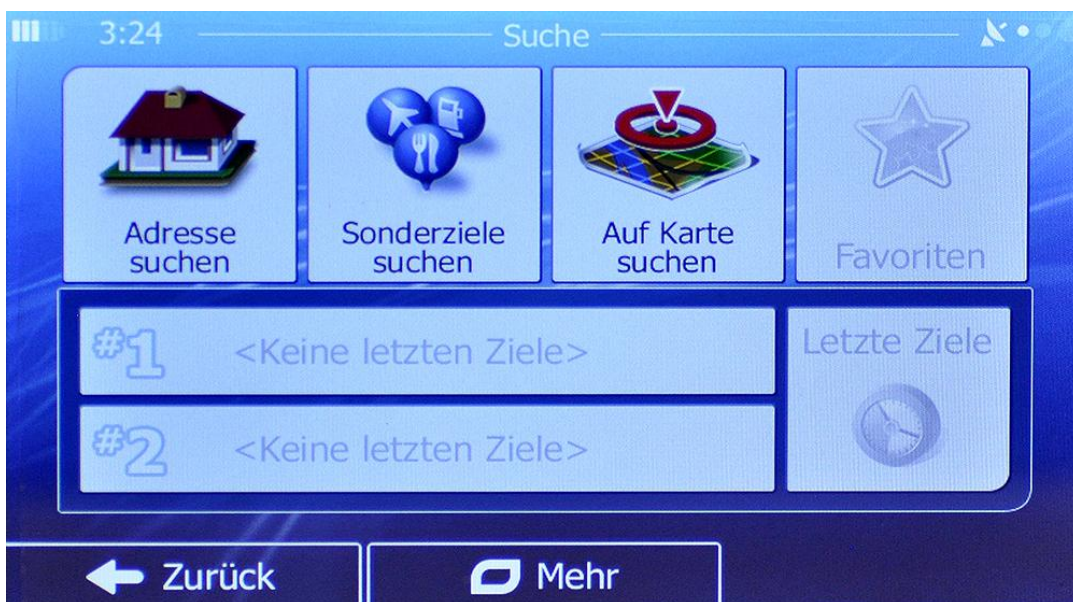 3:24
Suche
Adresse
suchen
Sonderziele
suchen
Auf Karte
suchen
Favoriten
#1 <Keine letzten Ziele>
Letzte Ziele
#2 <Keine letzten Ziele>
Zurück
Mehr